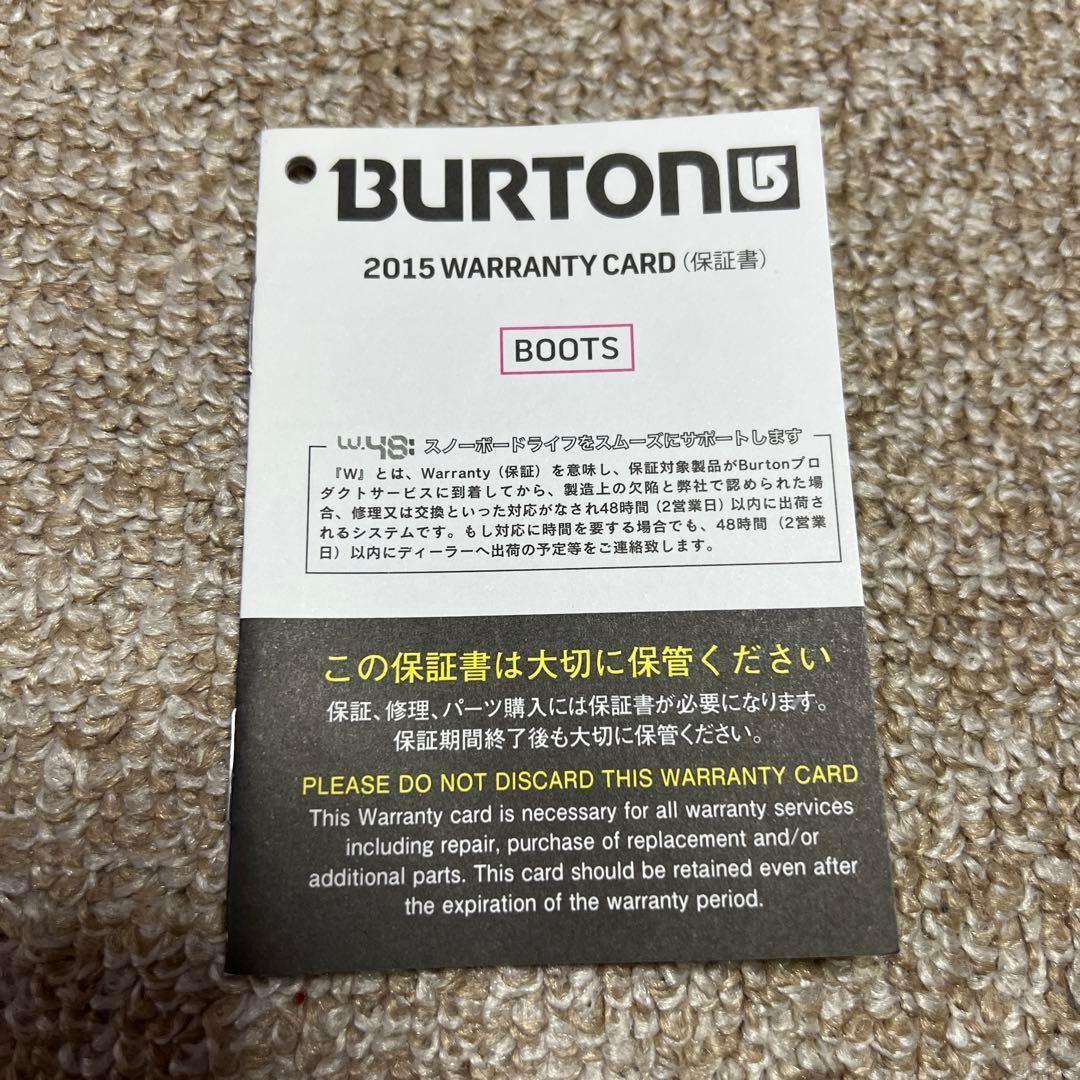 BURTON
2015 WARRANTY CARD（保証書）
BOOTS
W.48: スノーボードライフをスムーズにサポートします
『W』とは、Warranty（保証）を意味し、保証対象製品がBurtonプロ
ダクトサービスに到着してから、製造上の欠陥と弊社で認められた場
合、修理又は交換といった対応がなされ48時間（2営業日）以内に出荷さ
れるシステムです。もし対応に時間を要する場合でも、48時間（2営業
日）以内にディーラーへ出荷の予定等をご連絡致します。
この保証書は大切に保管ください
保証、修理、パーツ購入には保証書が必要になります。
保証期間終了後も大切に保管ください。
PLEASE DO NOT DISCARD THIS WARRANTY CARD
This Warranty card is necessary for all warranty services
including repair, purchase of replacement and/or
additional parts. This card should be retained even after
the expiration of the warranty period.